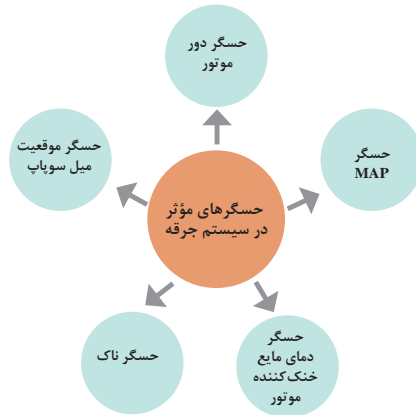 حسگر دور
موتور
حسگر موقعیت
میل سوپاپ
حسگر
MAP
حسگرهای مؤثر
در سیستم جرقه
حسگر ناک
حسگر
دمای مایع
خنک‌کننده
موتور